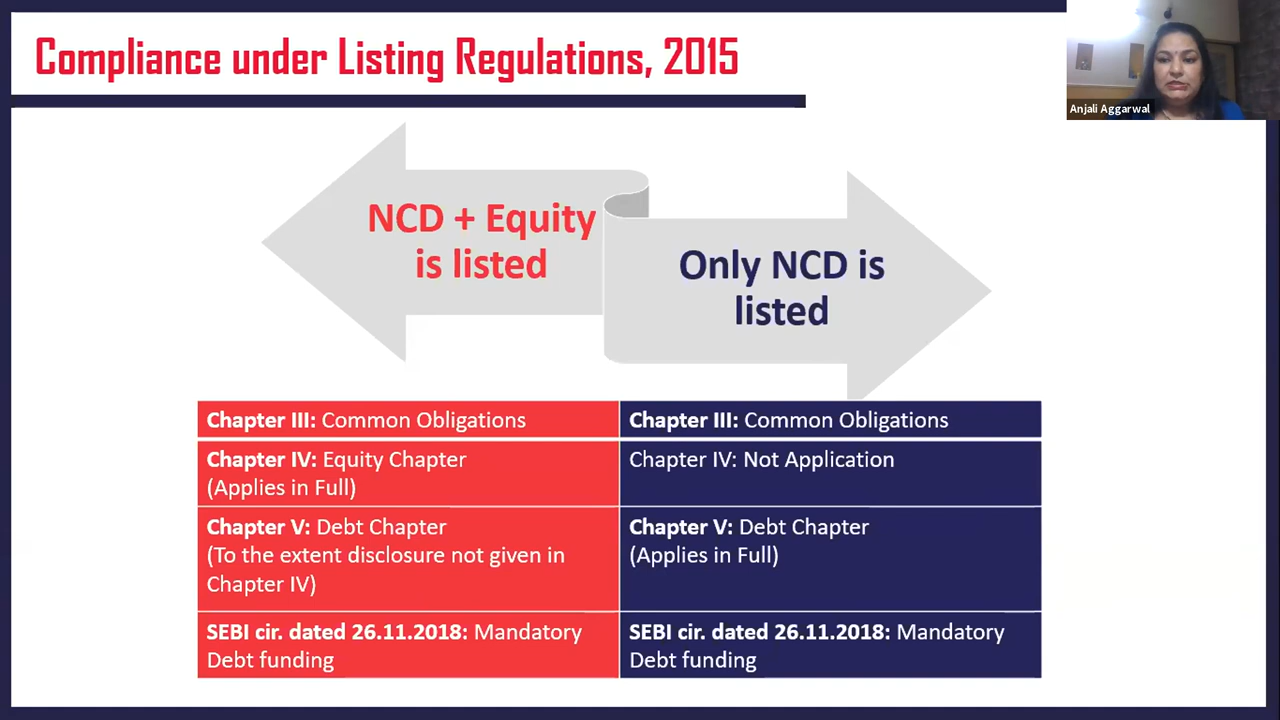 Compliance under Listing Regulations, 2015
Anjali Aggarwal
NCD + Equity
is listed
Only NCD is
listed
Chapter III: Common Obligations
Chapter III: Common Obligations
Chapter IV: Equity Chapter
(Applies in Full)
Chapter IV: Not Application
Chapter V: Debt Chapter
(To the extent disclosure not given in
Chapter IV)
Chapter V: Debt Chapter
(Applies in Full)
SEBI cir. dated 26.11.2018: Mandatory
Debt funding
SEBI cir. dated 26.11.2018: Mandatory
Debt funding